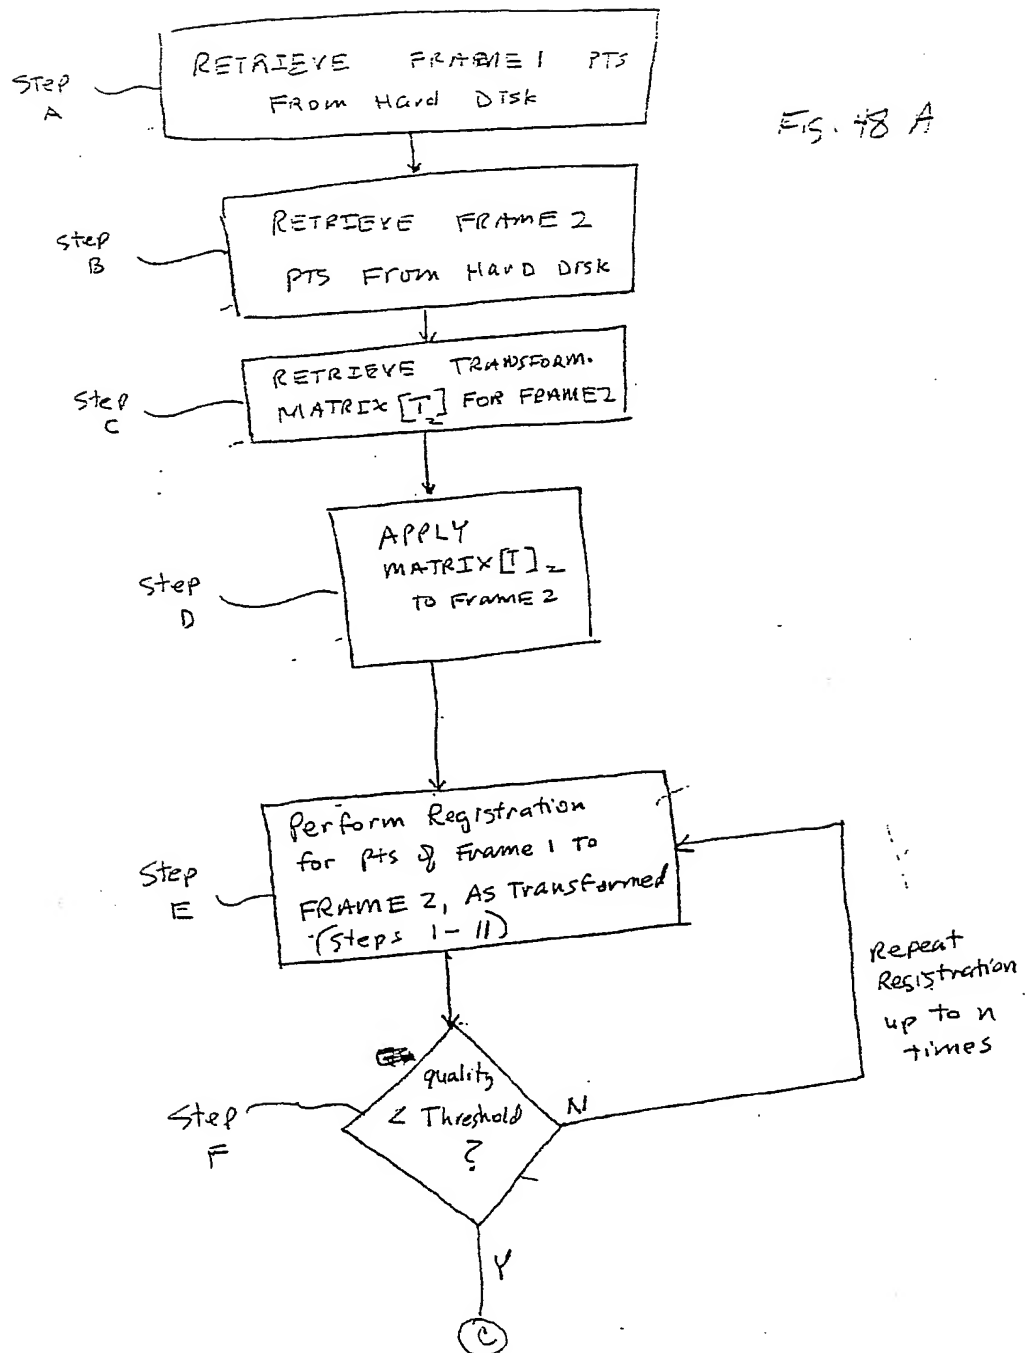 RETRIEVE FRAME 1 PTS
FROM Hard DISK
Step
A
Fig. 48 A
RETRIEVE FRAME 2
PTS FROM HARD DISK
Step
B
RETRIEVE TRANSFORM.
MATRIX [T2] FOR FRAME 2
Step
C
APPLY
MATRIX [T]2
TO FRAME 2
Step
D
Perform Registration
for pts of Frame 1 To
FRAME 2, As Transformed
(Steps 1-11)
Step
E
Repeat
Registration
up to n
times
quality
< Threshold
?
Step
F
N
Y
C